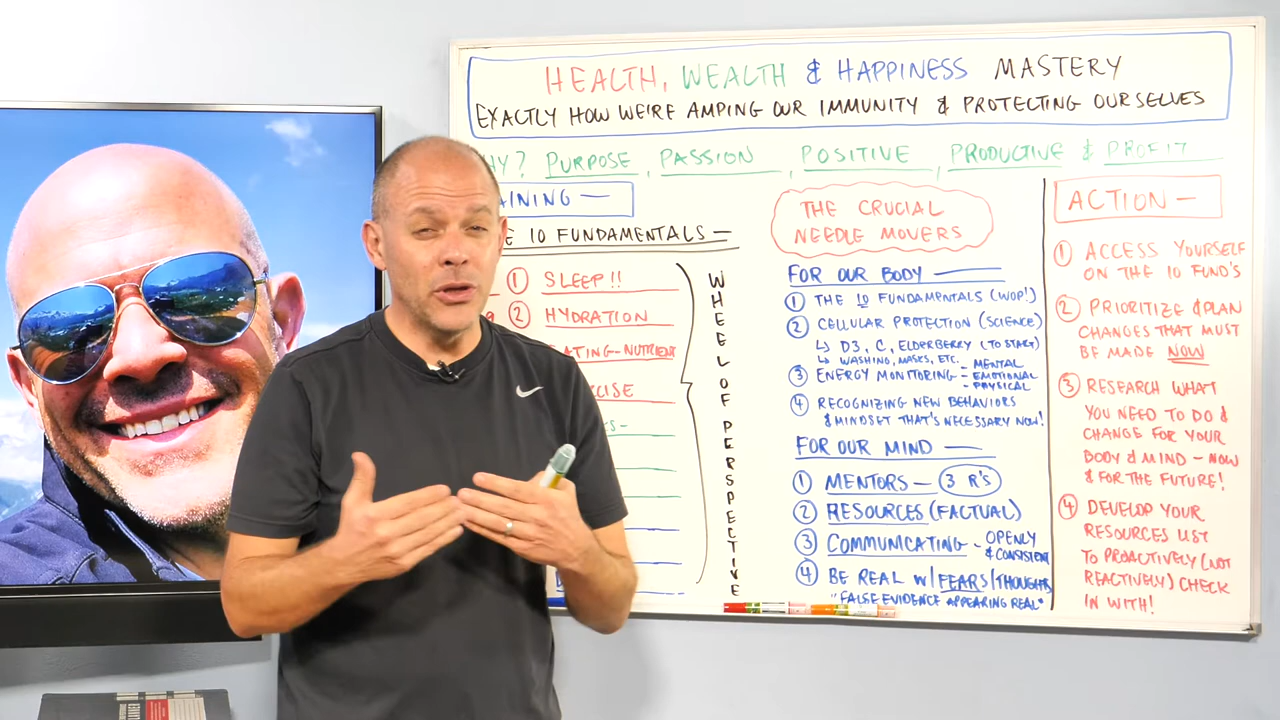 HEALTH, WEALTH & HAPPINESS MASTERY
EXACTLY HOW WE'RE AMPING OUR IMMUNITY & PROTECTING OURSELVES
HY? PURPOSE, PASSION, POSITIVE, PRODUCTIVE & PROFIT
AINING —
E 10 FUNDAMENTALS —
① SLEEP!!
② HYDRATION
EATING-NUTRIENT
CISE
S-
WHEEL OF PERSPECTIVE
THE CRUCIAL
NEEDLE MOVERS
FOR OUR BODY —
① THE 10 FUNDAMENTALS (WOP!)
② CELLULAR PROTECTION (SCIENCE)
↳ D3, C, ELDERBERRY (TO START)
↳ WASHING, MASKS, ETC.
③ ENERGY MONITORING - MENTAL
- EMOTIONAL
- PHYSICAL
④ RECOGNIZING NEW BEHAVIORS
& MINDSET THAT'S NECESSARY NOW!
FOR OUR MIND —
① MENTORS - 3 R'S
② RESOURCES (FACTUAL)
③ COMMUNICATING - OPENLY
& CONSISTENT
④ BE REAL W/ FEARS/THOUGHTS
"FALSE EVIDENCE APPEARING REAL"
ACTION —
① ACCESS YOURSELF
ON THE 10 FUND'S
② PRIORITIZE & PLAN
CHANGES THAT MUST
BE MADE NOW
③ RESEARCH WHAT
YOU NEED TO DO &
CHANGE FOR YOUR
BODY & MIND - NOW
& FOR THE FUTURE!
④ DEVELOP YOUR
RESOURCES LIST
TO PROACTIVELY (NOT
REACTIVELY) CHECK
IN WITH!